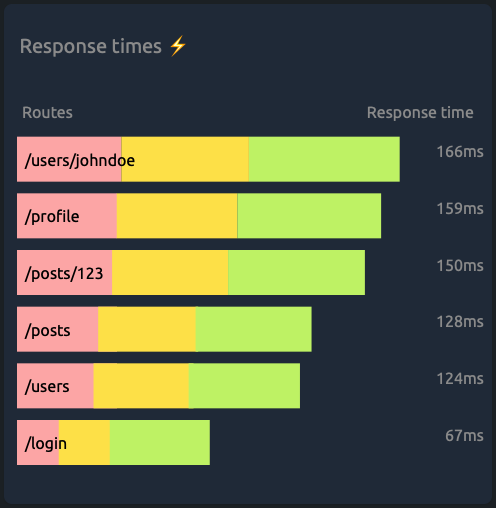 Response times ⚡
Routes Response time
/users/johndoe 166ms
/profile 159ms
/posts/123 150ms
/posts 128ms
/users 124ms
/login 67ms